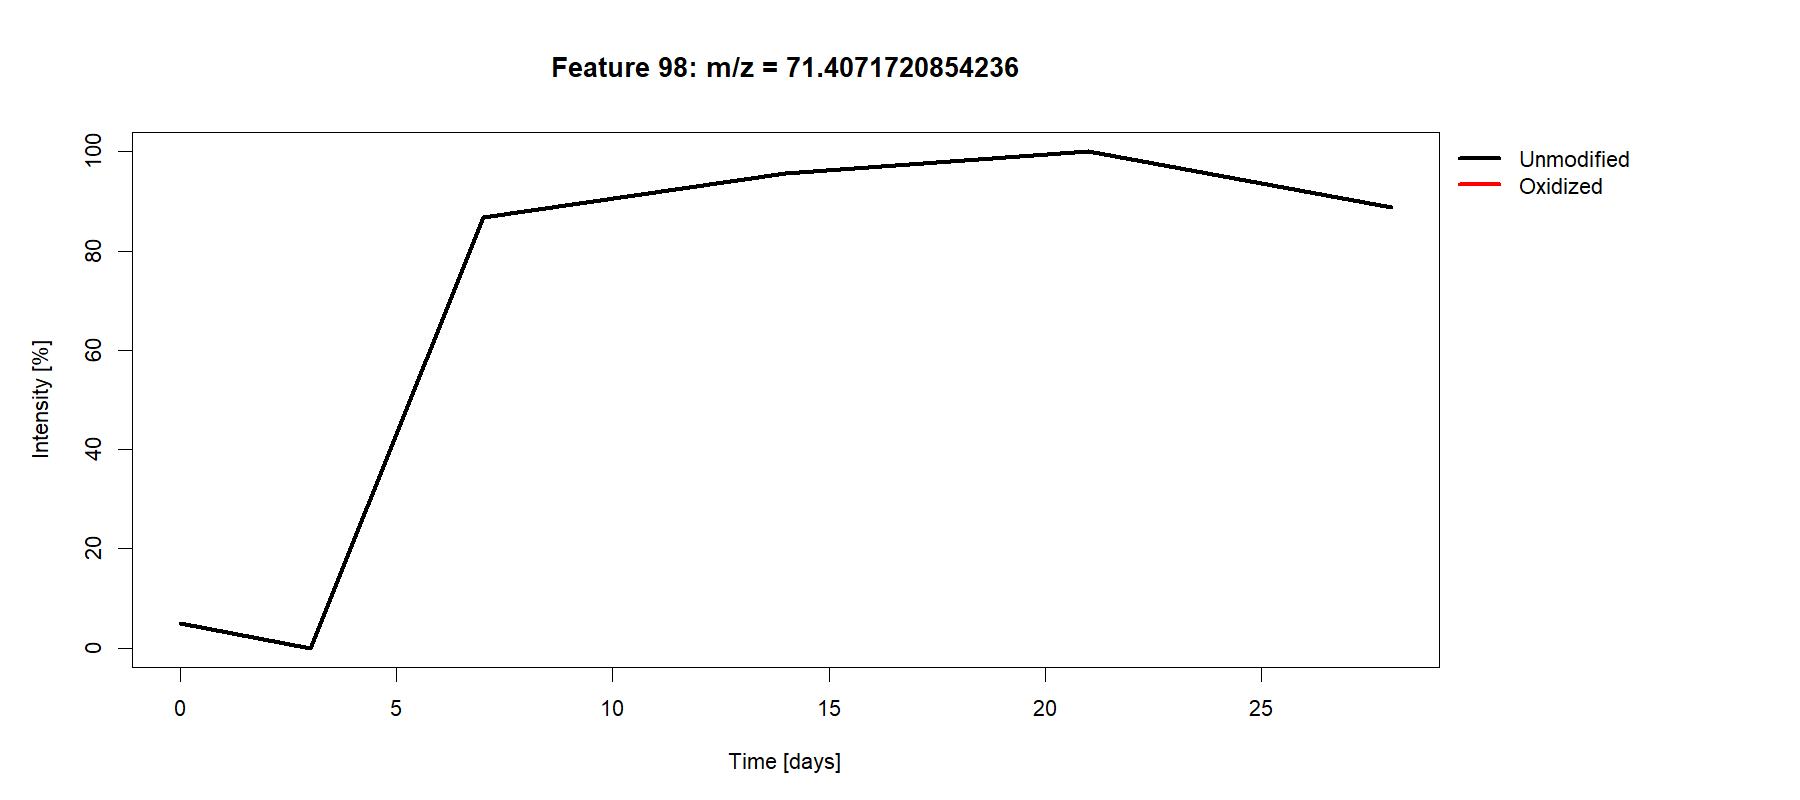 Feature 98: m/z = 71.4071720854236
Unmodified
Oxidized
Intensity [%]
100
80
60
40
20
0
0 5 10 15 20 25
Time [days]